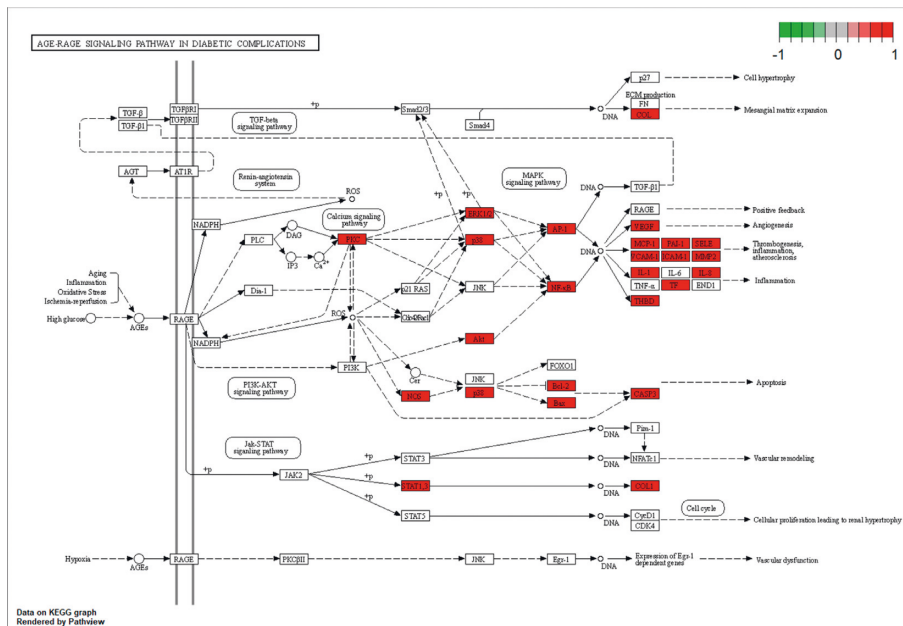 AGE-RAGE SIGNALING PATHWAY IN DIABETIC COMPLICATIONS
-1 0 1
p27
Cell hypertrophy
ECM production
TGF-β
TGFβRI
+p
Smad2/3
DNA
FN
Mesangial matrix expansion
TGF-β1
TGFβRII
COL
TGF-beta
signaling pathway
Smad4
MAPK
signaling pathway
AGT
AT1R
Renin-angiotensin
system
+p
+p
DNA
TGF-β1
ROS
NADPH
Calcium signaling
pathway
ERK1/2
RAGE
Positive feedback
DAG
VEGF
Angiogenesis
PLC
PKC
p38
AP-1
DNA
MCP-1 PAI-1 SELE
Thrombogenesis,
inflammation,
atherosclerosis
IP3
Ca2+
VCAM-1 ICAM-1 MMP2
IL-1 IL-6 IL-8
Inflammation
Aging
Inflammation
Oxidative Stress
Ischemia-reperfusion
Dia-1
p21 RAS
JNK
NF-κB
TNF-α TF END1
THBD
High glucose
AGEs
RAGE
ROS
NADPH
Akt
PI3K
Cer
JNK
FOXO1
PI3K-AKT
signaling pathway
Bcl-2
Apoptosis
NOS
p38
CASP3
Bax
Jak-STAT
signaling pathway
DNA
Pim-1
+p
STAT3
DNA
NFATc1
Vascular remodeling
+p
JAK2
+p
STAT1,3
DNA
COL1
+p
STAT5
DNA
CyrD1
CDK4
Cell cycle
Cellular proliferation leading to renal hypertrophy
Hypoxia
AGEs
RAGE
PKCβII
JNK
Egr-1
DNA
Expression of Egr-1
dependent genes
Vascular dysfunction
Data on KEGG graph
Rendered by Pathview